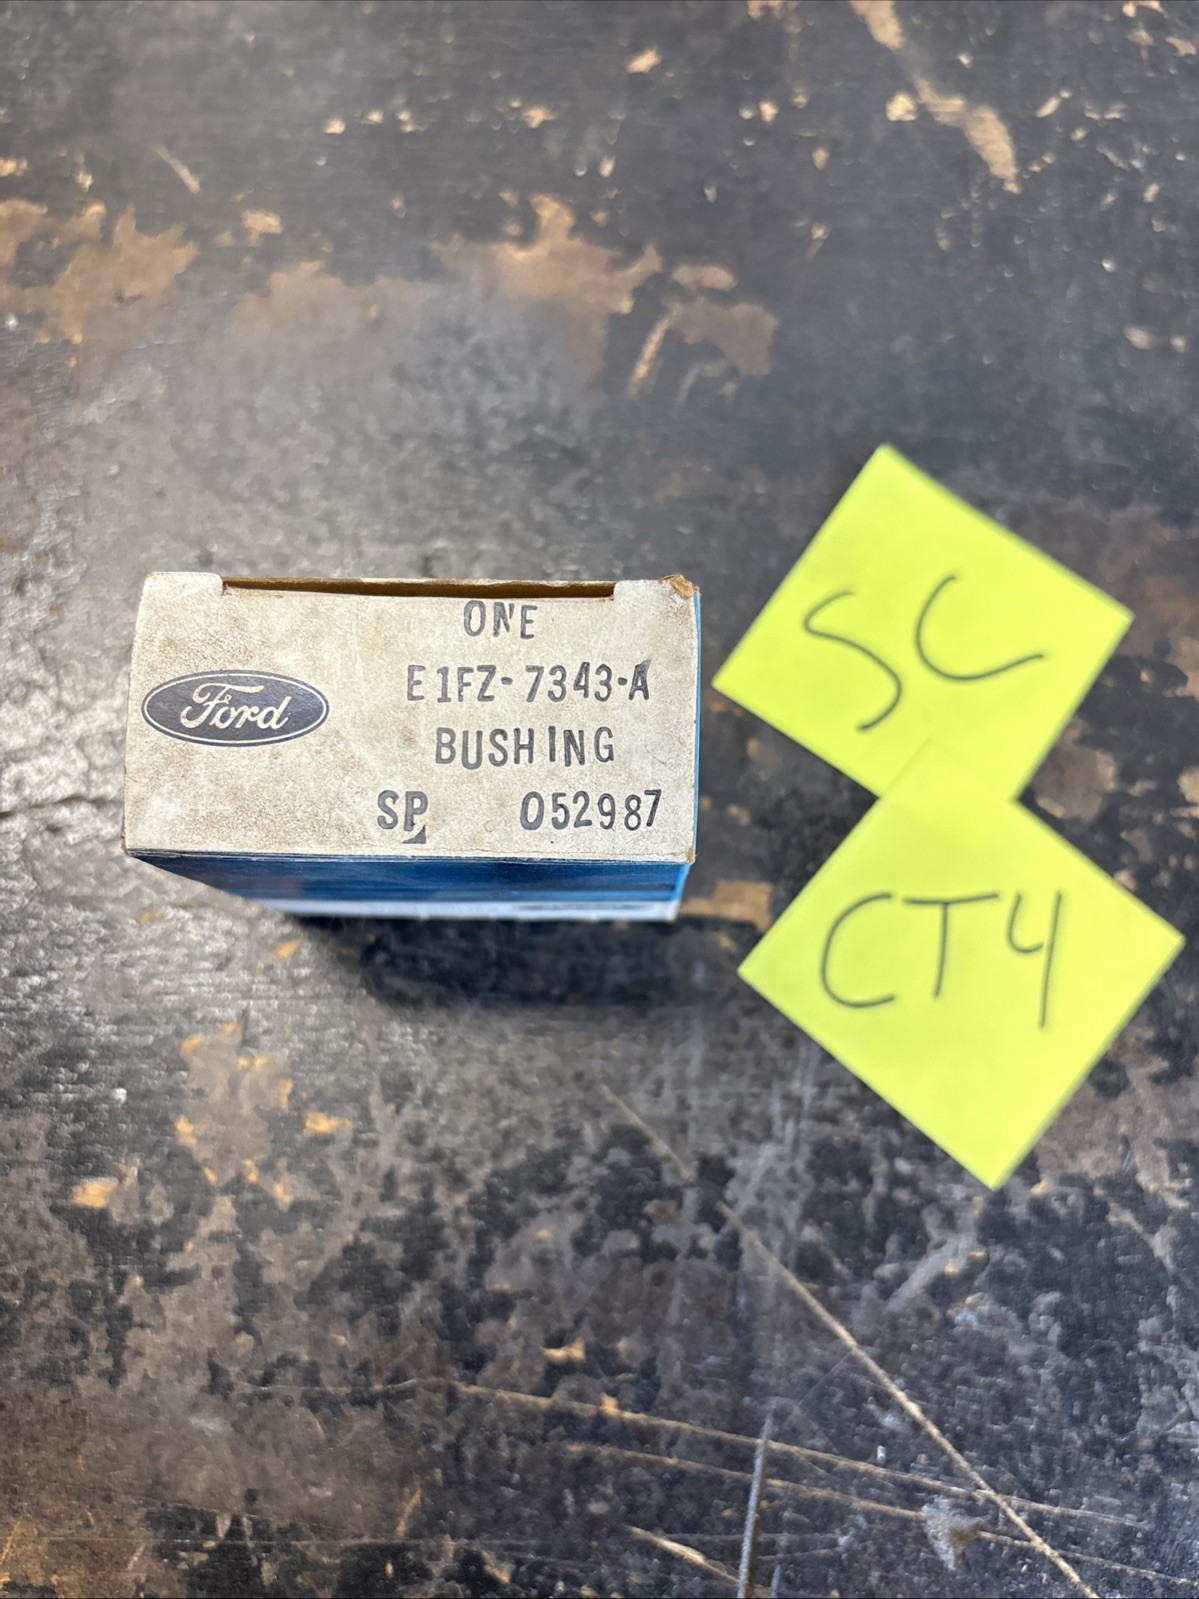 ONE
Ford
E1FZ-7343-A
BUSHING
SP 052987
SC
CT4